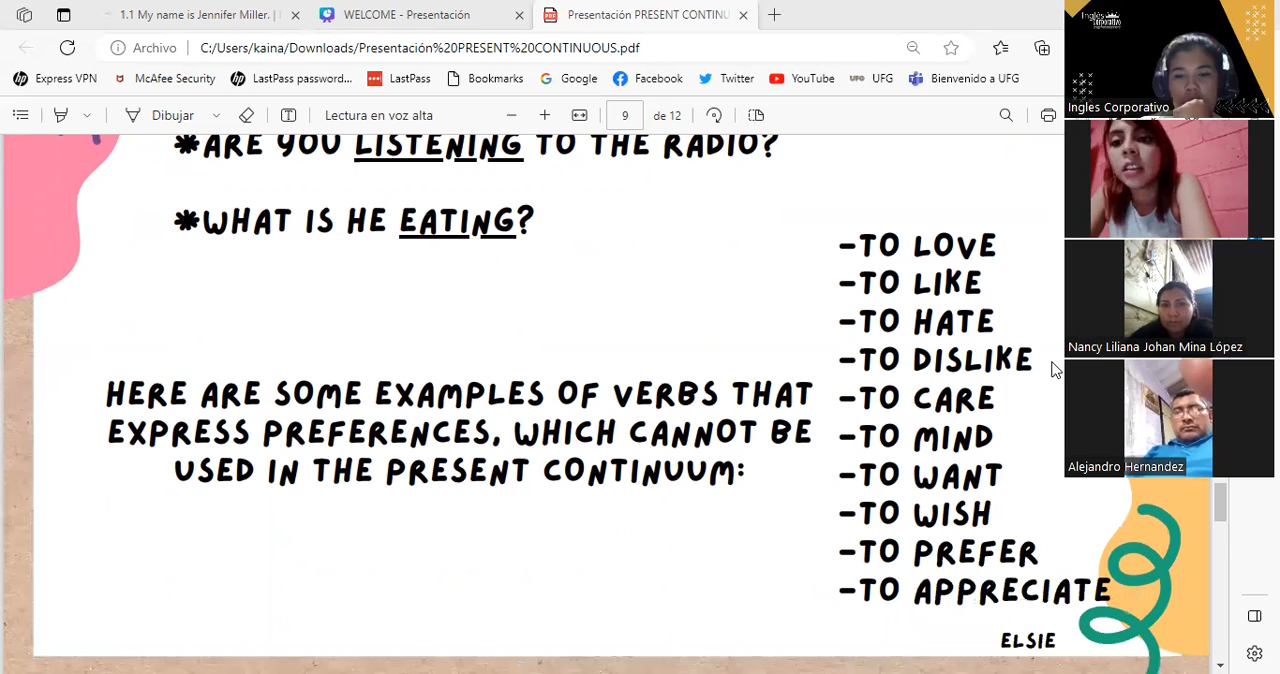 1.1 My name is Jennifer Miller. |
WELCOME - Presentación
Presentación PRESENT CONTINU
Archivo
C:/Users/kaina/Downloads/Presentación%20PRESENT%20CONTINUOUS.pdf
Express VPN
McAfee Security
LastPass password...
LastPass
Bookmarks
Google
Facebook
Twitter
YouTube
UFG
Bienvenido a UFG
Dibujar
Lectura en voz alta
9
de 12
*ARE YOU LISTENING TO THE RADIO?
*WHAT IS HE EATING?
HERE ARE SOME EXAMPLES OF VERBS THAT
EXPRESS PREFERENCES, WHICH CANNOT BE
USED IN THE PRESENT CONTINUUM:
-TO LOVE
-TO LIKE
-TO HATE
-TO DISLIKE
-TO CARE
-TO MIND
-TO WANT
-TO WISH
-TO PREFER
-TO APPRECIATE
ELSIE
Inglés
Corporativo
Ingles Corporativo
Nancy Liliana Johan Mina López
Alejandro Hernandez